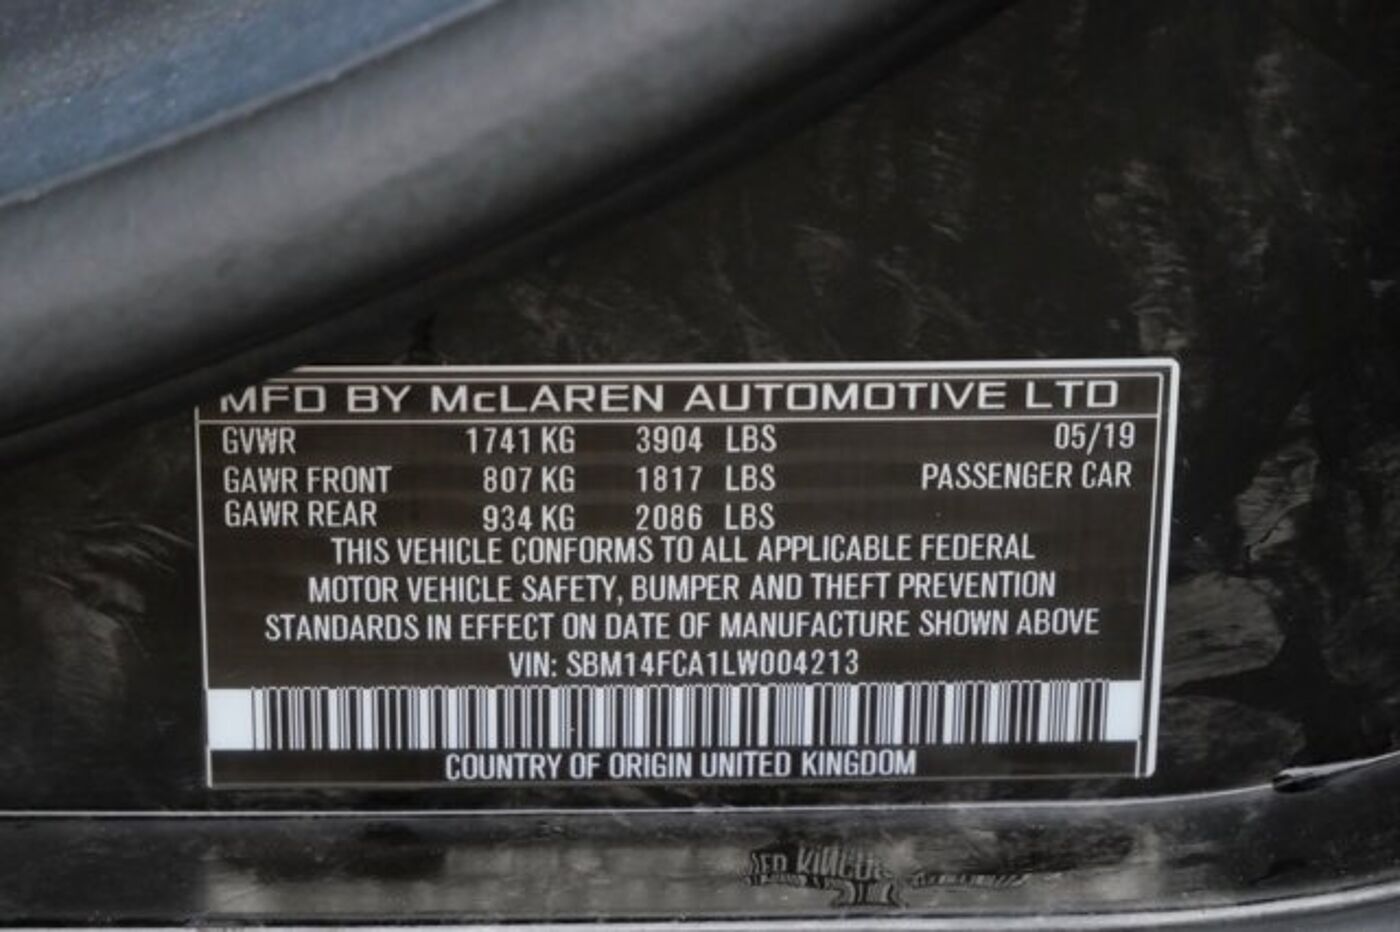 MFD BY McLAREN AUTOMOTIVE LTD
GVWR 1741 KG 3904 LBS 05/19
GAWR FRONT 807 KG 1817 LBS PASSENGER CAR
GAWR REAR 934 KG 2086 LBS
THIS VEHICLE CONFORMS TO ALL APPLICABLE FEDERAL
MOTOR VEHICLE SAFETY, BUMPER AND THEFT PREVENTION
STANDARDS IN EFFECT ON DATE OF MANUFACTURE SHOWN ABOVE
VIN: SBM14FCA1LW004213
COUNTRY OF ORIGIN UNITED KINGDOM